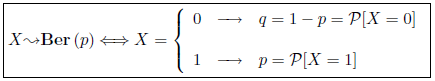 0 ⟶ q = 1 − p = 𝒫[X = 0]
X⇝Ber (p) ⟺ X = {
1 ⟶ p = 𝒫[X = 1]